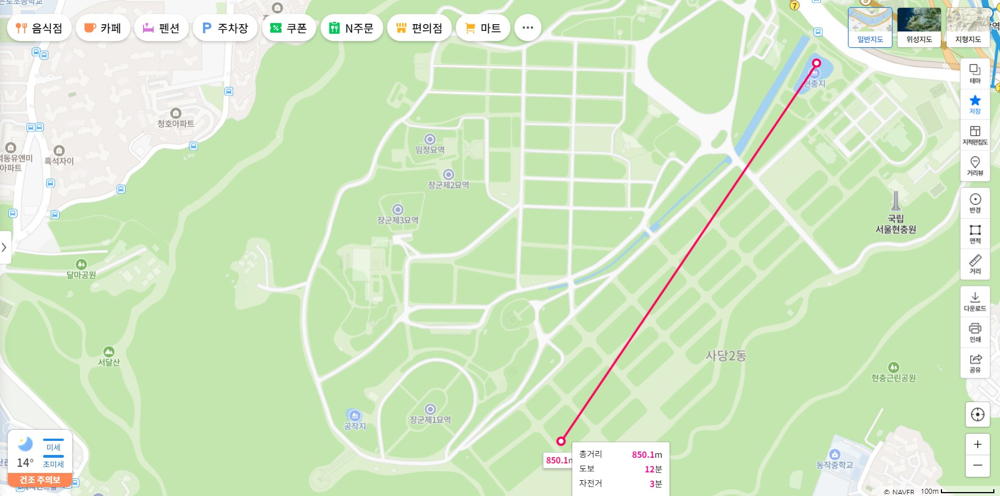 음식점
카페
펜션
주차장
쿠폰
N주문
편의점
마트
7
일반지도
위성지도
지형지도
테마
저장
지적편집도
거리뷰
반경
면적
거리
다운로드
인쇄
공유
현충지
청호아파트
흑석자이
아파트
임정묘역
장군제2묘역
장군제3묘역
국립
서울현충원
달마공원
서달산
사당2동
현충근린공원
장군제1묘역
공작지
동작중학교
850.1m
총거리 850.1m
도보 12분
자전거 3분
미세
14°
초미세
건조 주의보
© NAVER 100m